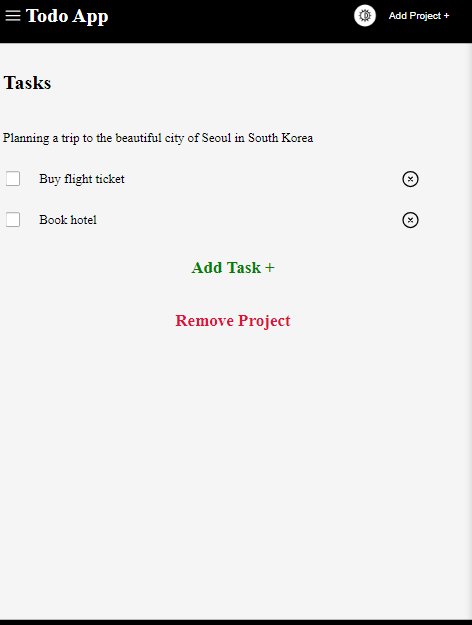 Todo App
Add Project +
Tasks
Planning a trip to the beautiful city of Seoul in South Korea
Buy flight ticket
Book hotel
Add Task +
Remove Project